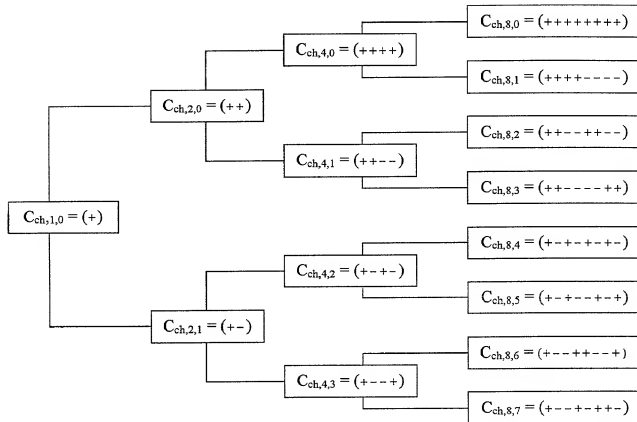 C_ch,8,0 = (++++++++)
C_ch,4,0 = (++++)
C_ch,8,1 = (++++----)
C_ch,2,0 = (++)
C_ch,8,2 = (++--++--)
C_ch,4,1 = (++--)
C_ch,8,3 = (++----++)
C_ch,1,0 = (+)
C_ch,8,4 = (+-+-+-+-)
C_ch,4,2 = (+-+-)
C_ch,8,5 = (+-+--+-+)
C_ch,2,1 = (+-)
C_ch,8,6 = (+--++--+)
C_ch,4,3 = (+--+)
C_ch,8,7 = (+--+-++-)